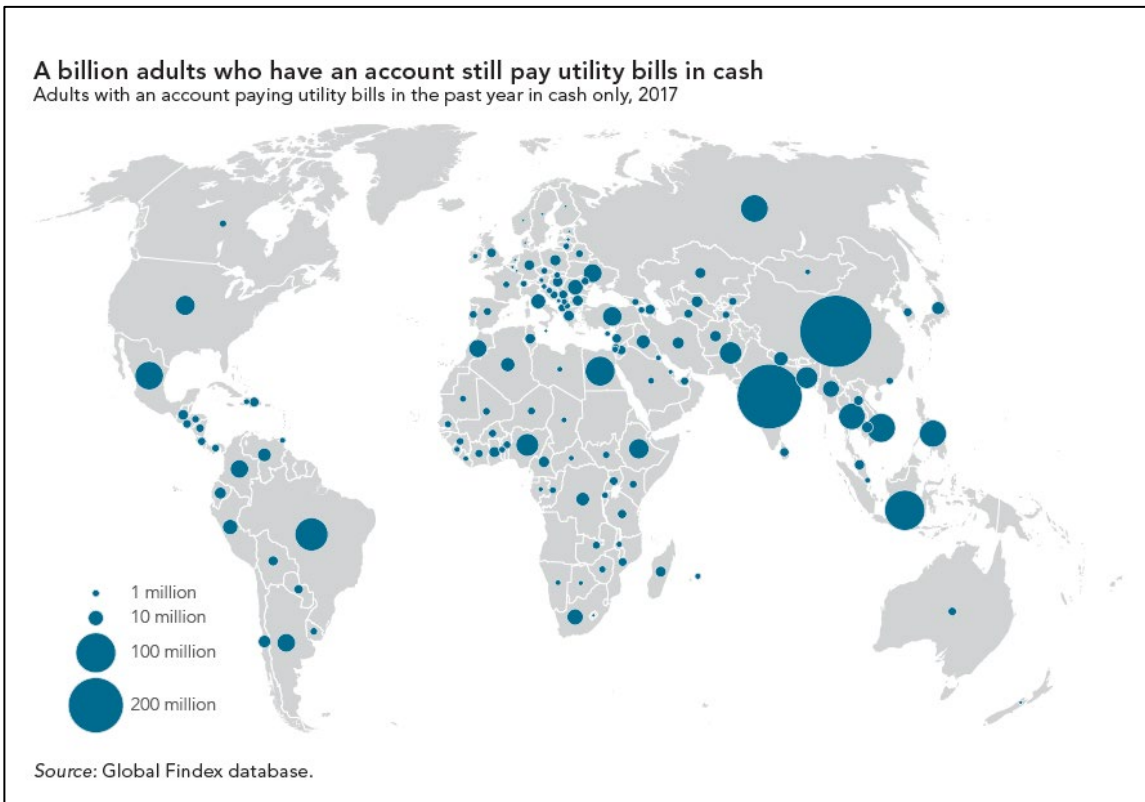 A billion adults who have an account still pay utility bills in cash
Adults with an account paying utility bills in the past year in cash only, 2017
1 million
10 million
100 million
200 million
Source: Global Findex database.